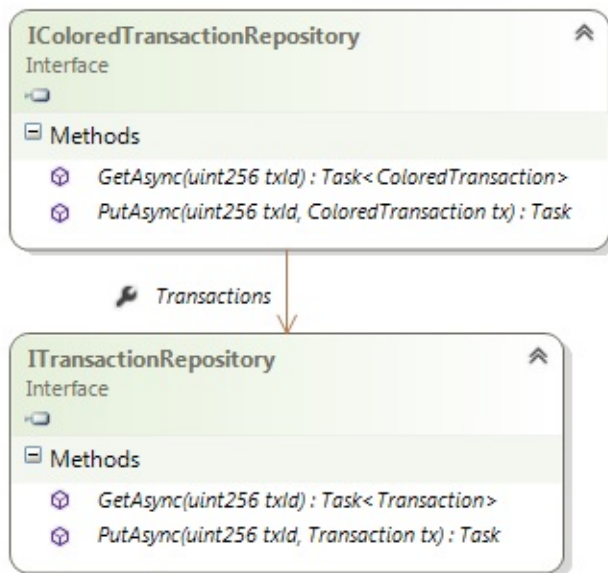 IColoredTransactionRepository
Interface
Methods
GetAsync(uint256 txId) : Task<ColoredTransaction>
PutAsync(uint256 txId, ColoredTransaction tx) : Task
Transactions
ITransactionRepository
Interface
Methods
GetAsync(uint256 txId) : Task<Transaction>
PutAsync(uint256 txId, Transaction tx) : Task